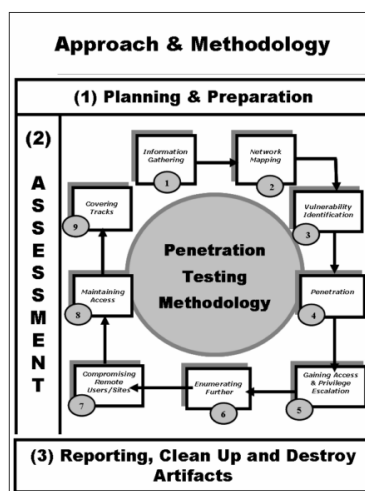 Approach & Methodology
(1) Planning & Preparation
(2)
A
S
S
E
S
S
M
E
N
T
Information
Gathering
1
Network
Mapping
2
Vulnerability
Identification
3
Penetration
4
Gaining Access
& Privilege
Escalation
5
Enumerating
Further
6
Compromising
Remote
Users/Sites
7
Maintaining
Access
8
Covering
Tracks
9
Penetration
Testing
Methodology
(3) Reporting, Clean Up and Destroy
Artifacts